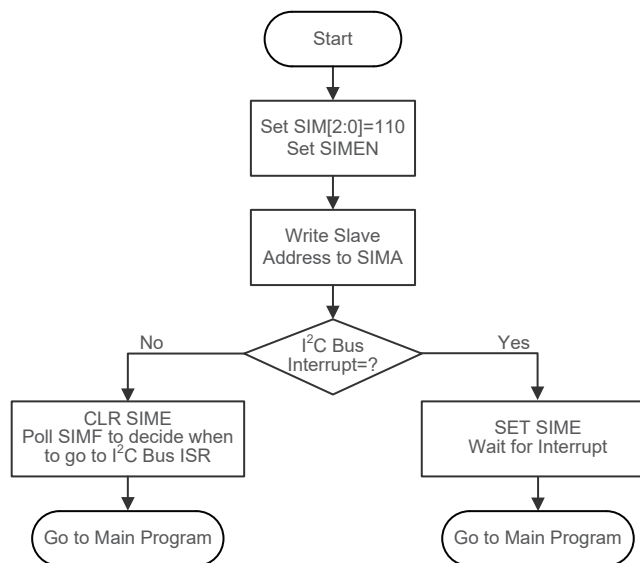 Start
Set SIM[2:0]=110
Set SIMEN
Write Slave
Address to SIMA
I²C Bus
Interrupt=?
No
Yes
CLR SIME
Poll SIMF to decide when
to go to I²C Bus ISR
SET SIME
Wait for Interrupt
Go to Main Program
Go to Main Program